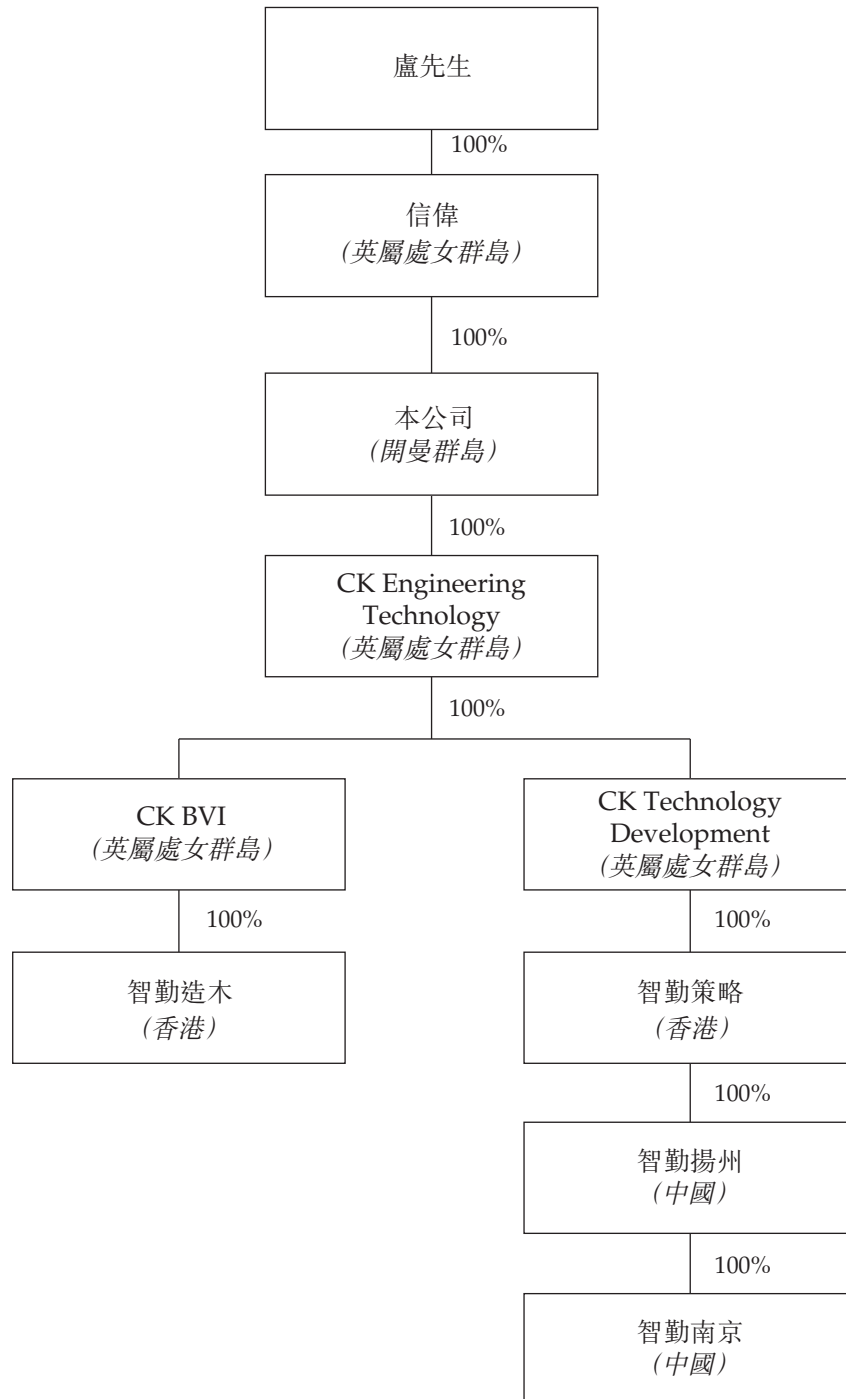 盧先生
100%
信偉
(英屬處女群島)
100%
本公司
(開曼群島)
100%
CK Engineering
Technology
(英屬處女群島)
100%
CK BVI
(英屬處女群島)
CK Technology
Development
(英屬處女群島)
100%
100%
智勤造木
(香港)
智勤策略
(香港)
100%
智勤揚州
(中國)
100%
智勤南京
(中國)